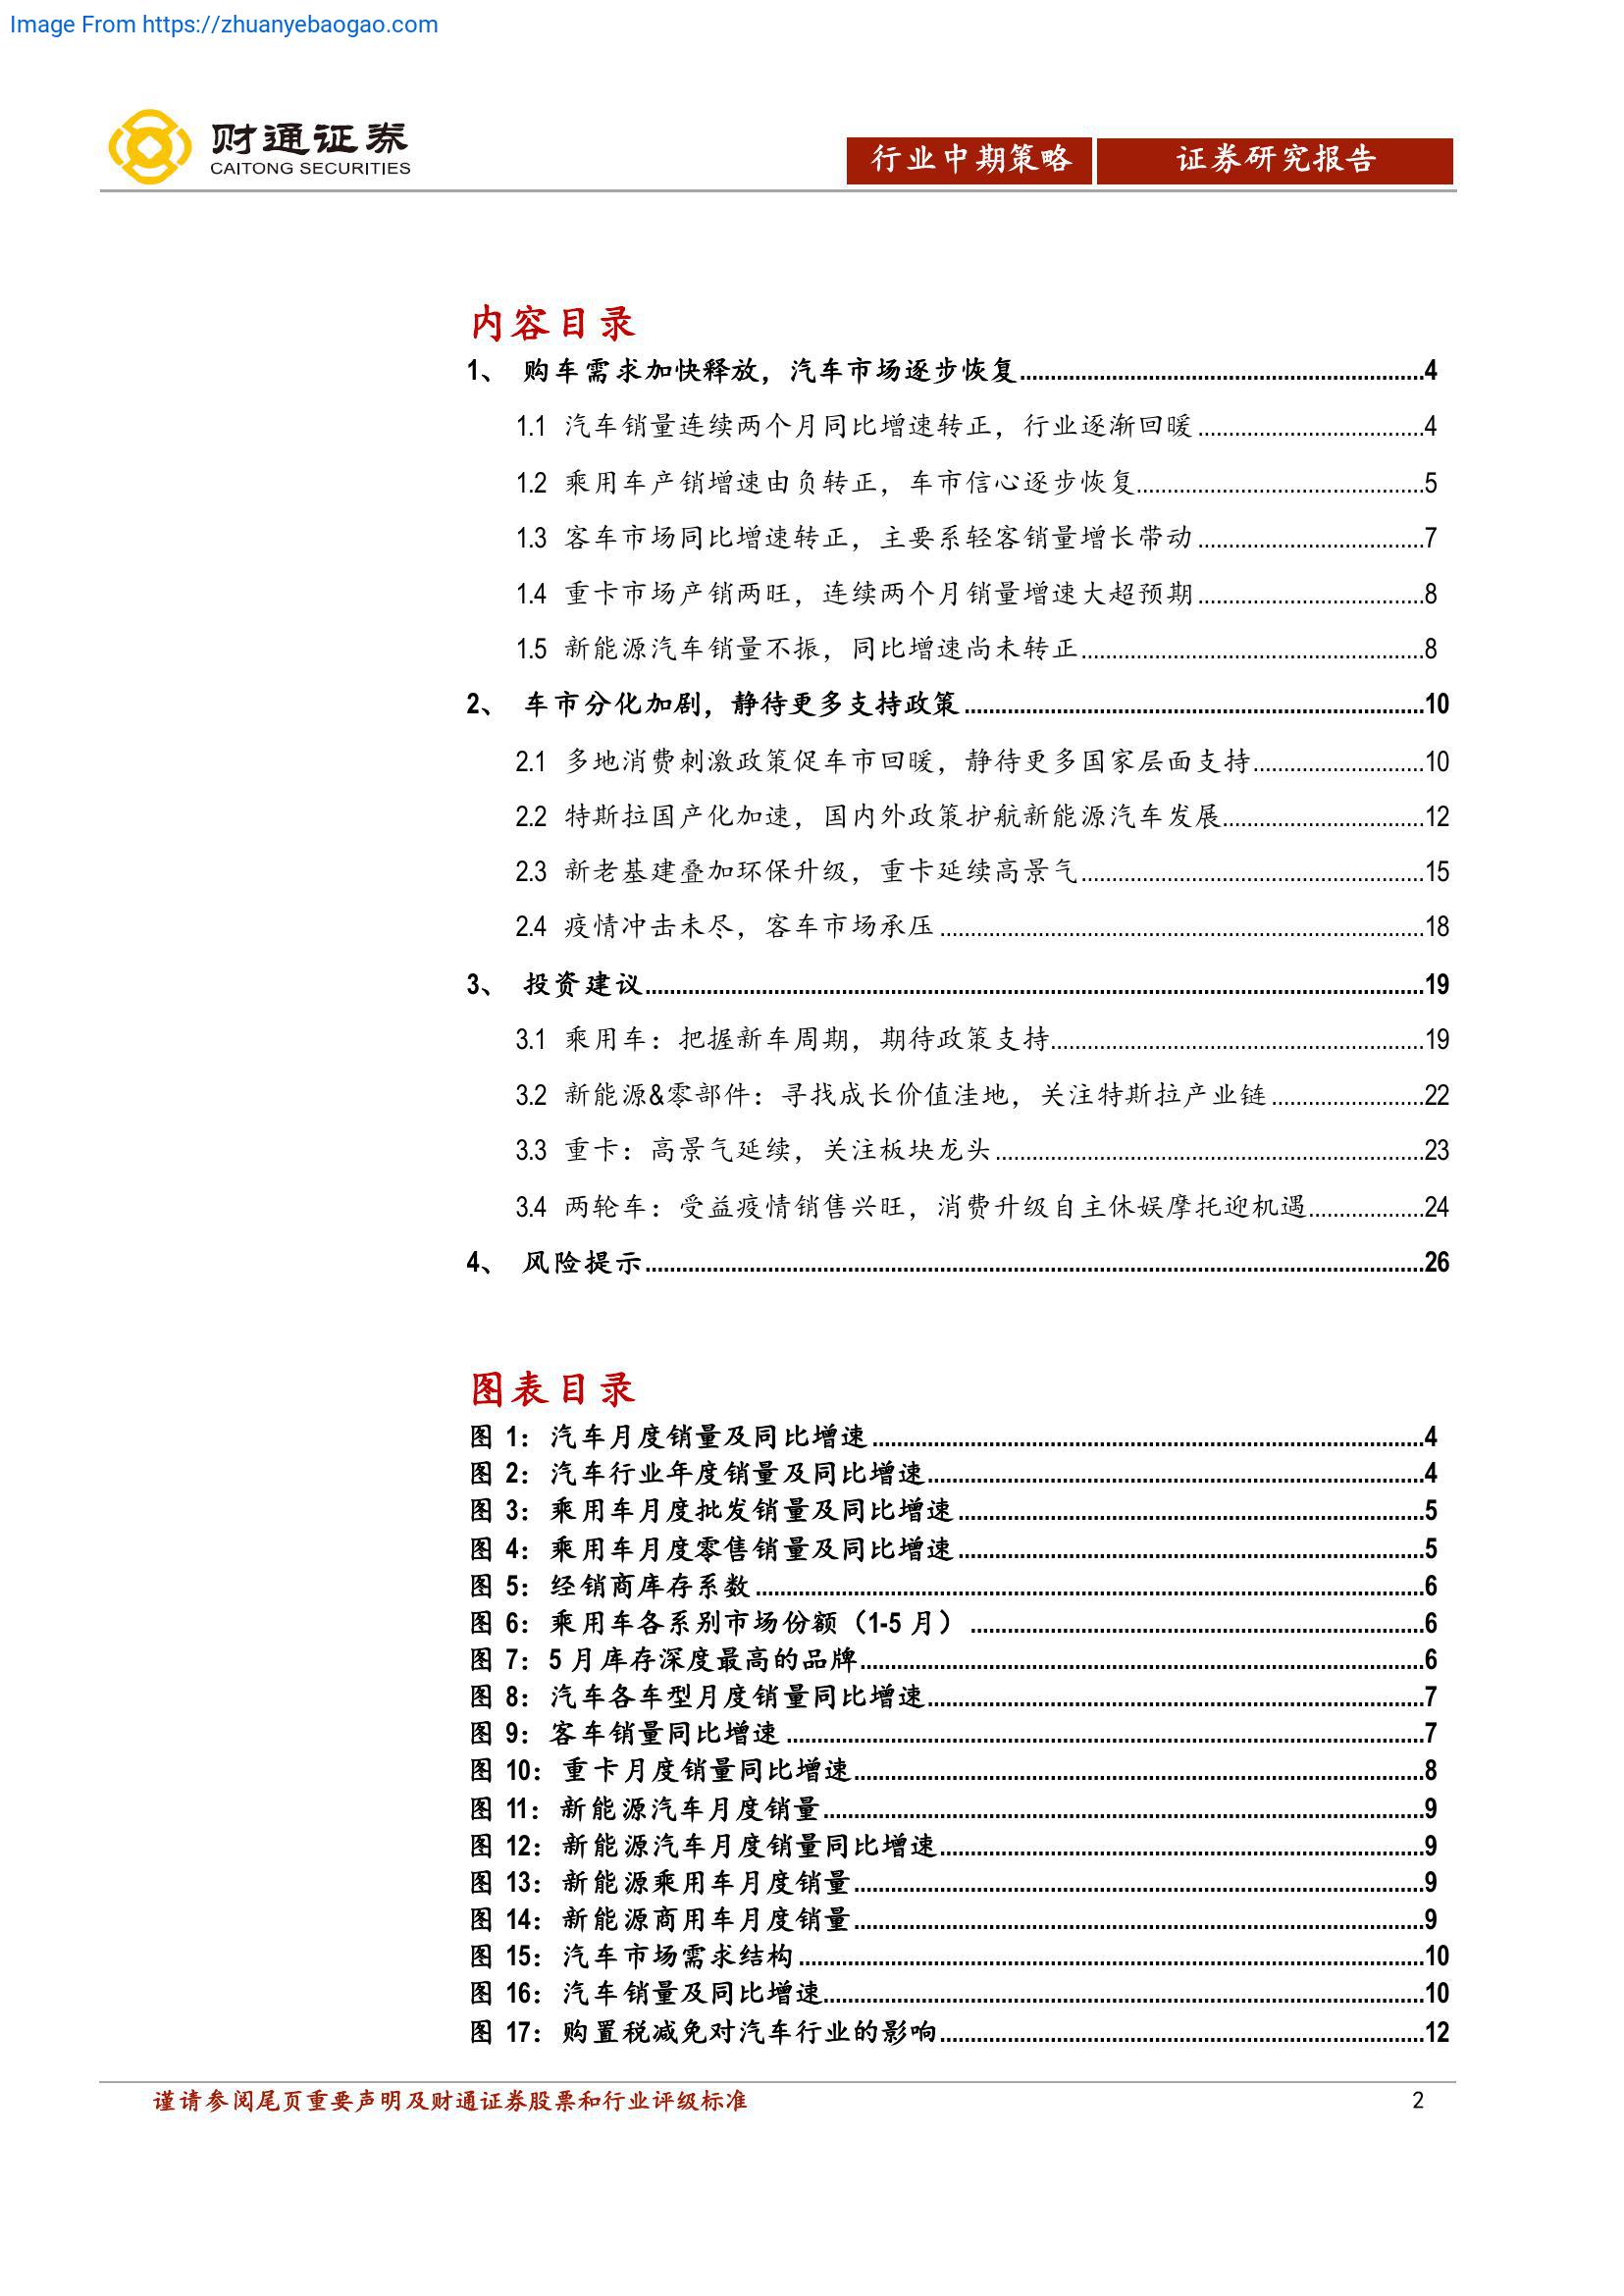 Image From https://zhuanyebaogao.com
财通证券
CAITONG SECURITIES
行业中期策略 证券研究报告
内容目录
1、 购车需求加快释放，汽车市场逐步恢复.....4
1.1 汽车销量连续两个月同比增速转正，行业逐渐回暖.....4
1.2 乘用车产销增速由负转正，车市信心逐步恢复.....5
1.3 客车市场同比增速转正，主要系轻客销量增长带动.....7
1.4 重卡市场产销两旺，连续两个月销量增速大超预期.....8
1.5 新能源汽车销量不振，同比增速尚未转正.....8
2、 车市分化加剧，静待更多支持政策.....10
2.1 多地消费刺激政策促车市回暖，静待更多国家层面支持.....10
2.2 特斯拉国产化加速，国内外政策护航新能源汽车发展.....12
2.3 新老基建叠加环保升级，重卡延续高景气.....15
2.4 疫情冲击未尽，客车市场承压.....18
3、 投资建议.....19
3.1 乘用车：把握新车周期，期待政策支持.....19
3.2 新能源&零部件：寻找成长价值洼地，关注特斯拉产业链.....22
3.3 重卡：高景气延续，关注板块龙头.....23
3.4 两轮车：受益疫情销售兴旺，消费升级自主休娱摩托迎机遇.....24
4、 风险提示.....26
图表目录
图 1：汽车月度销量及同比增速.....4
图 2：汽车行业年度销量及同比增速.....4
图 3：乘用车月度批发销量及同比增速.....5
图 4：乘用车月度零售销量及同比增速.....5
图 5：经销商库存系数.....6
图 6：乘用车各系别市场份额（1-5 月）.....6
图 7：5 月库存深度最高的品牌.....6
图 8：汽车各车型月度销量同比增速.....7
图 9：客车销量同比增速.....7
图 10：重卡月度销量同比增速.....8
图 11：新能源汽车月度销量.....9
图 12：新能源汽车月度销量同比增速.....9
图 13：新能源乘用车月度销量.....9
图 14：新能源商用车月度销量.....9
图 15：汽车市场需求结构.....10
图 16：汽车销量及同比增速.....10
图 17：购置税减免对汽车行业的影响.....12
谨请参阅尾页重要声明及财通证券股票和行业评级标准 2